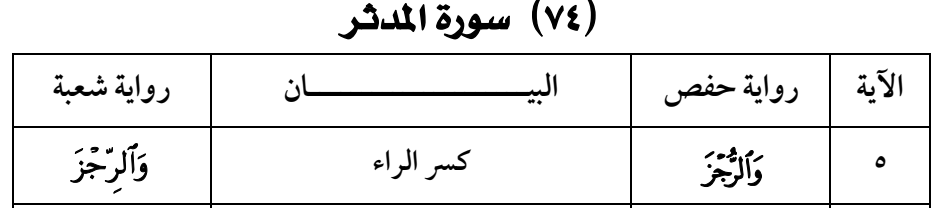 (٧٤) سورة المدثر
الآية رواية حفص البيـــــــــــــــان رواية شعبة
٥ وَٱلرُّجْزَ كسر الراء وَٱلرِّجْزَ